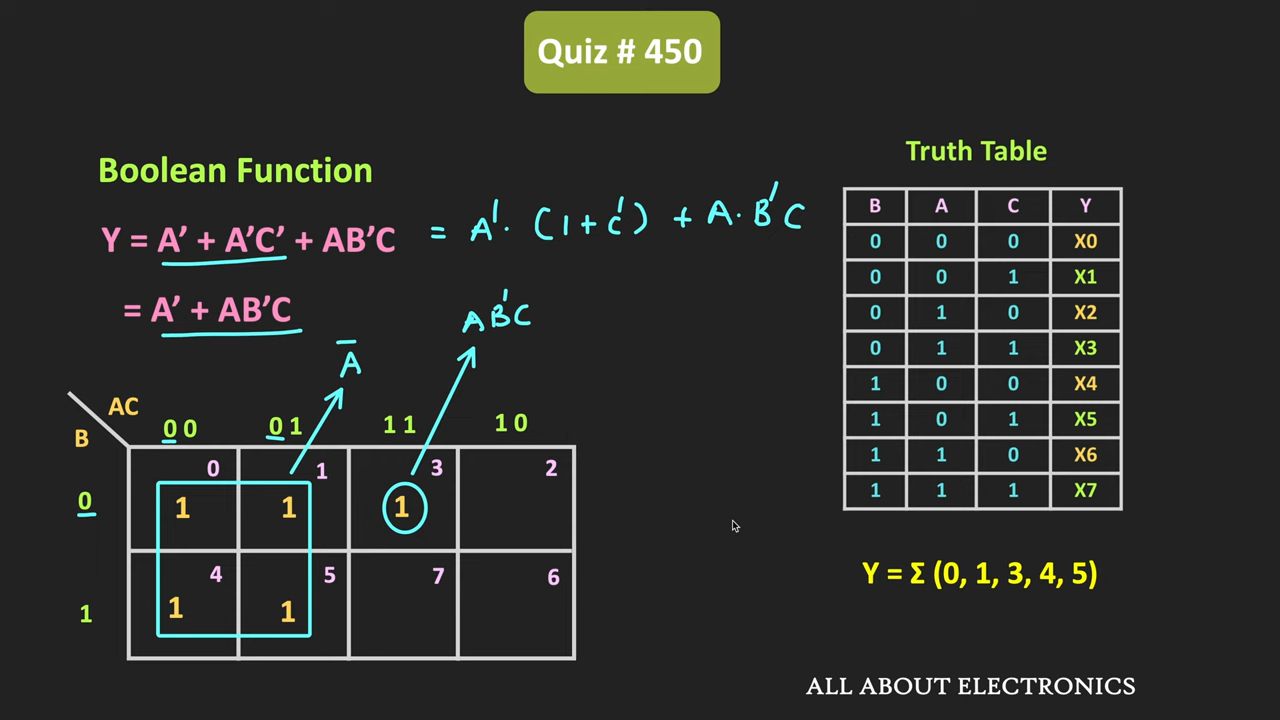 Quiz # 450
Boolean Function
Y = A' + A'C' + AB'C = A'· (1+C') + A·B'C
= A' + AB'C
A̅
AB'C
AC
B
00 01 11 10
0 1 3 2
0 1 1 1
4 5 7 6
1 1 1
Truth Table
B A C Y
0 0 0 X0
0 0 1 X1
0 1 0 X2
0 1 1 X3
1 0 0 X4
1 0 1 X5
1 1 0 X6
1 1 1 X7
Y = Σ (0, 1, 3, 4, 5)
ALL ABOUT ELECTRONICS